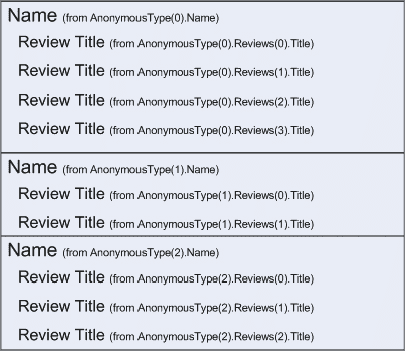 Name (from AnonymousType(0).Name)
Review Title (from AnonymousType(0).Reviews(0).Title)
Review Title (from AnonymousType(0).Reviews(1).Title)
Review Title (from AnonymousType(0).Reviews(2).Title)
Review Title (from AnonymousType(0).Reviews(3).Title)
Name (from AnonymousType(1).Name)
Review Title (from AnonymousType(1).Reviews(0).Title)
Review Title (from AnonymousType(1).Reviews(1).Title)
Name (from AnonymousType(2).Name)
Review Title (from AnonymousType(2).Reviews(0).Title)
Review Title (from AnonymousType(2).Reviews(1).Title)
Review Title (from AnonymousType(2).Reviews(2).Title)